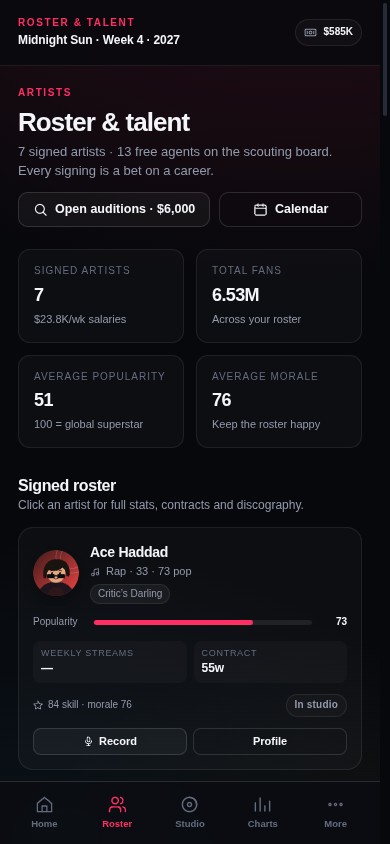 ROSTER & TALENT
Midnight Sun · Week 4 · 2027
$585K
ARTISTS
Roster & talent
7 signed artists · 13 free agents on the scouting board.
Every signing is a bet on a career.
Open auditions · $6,000
Calendar
SIGNED ARTISTS
7
$23.8K/wk salaries
TOTAL FANS
6.53M
Across your roster
AVERAGE POPULARITY
51
100 = global superstar
AVERAGE MORALE
76
Keep the roster happy
Signed roster
Click an artist for full stats, contracts and discography.
Ace Haddad
Rap · 33 · 73 pop
Critic's Darling
Popularity
73
WEEKLY STREAMS
—
CONTRACT
55w
84 skill · morale 76
In studio
Record
Profile
Home
Roster
Studio
Charts
More